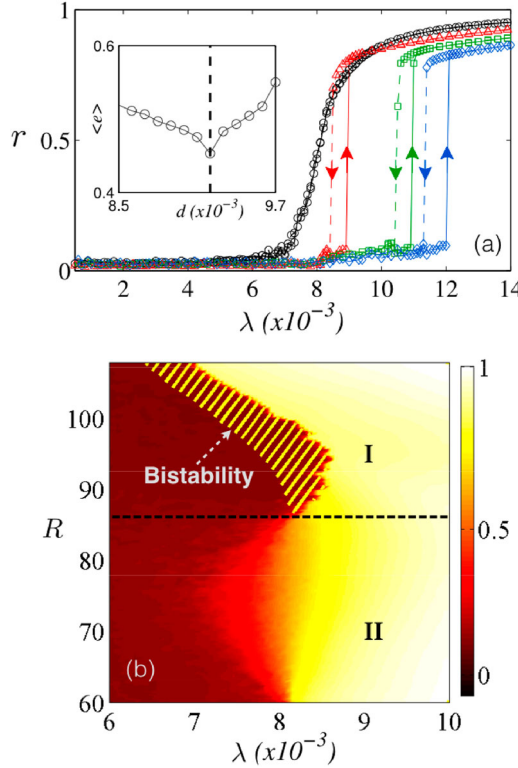 0.6
<e>
0.4
8.5
d (x10⁻³)
9.7
1
r
0.5
0
2
4
6
8
10
12
14
(a)
λ (x10⁻³)
100
90
R
80
70
60
Bistability
I
II
(b)
6
7
8
9
10
λ (x10⁻³)
1
0.5
0